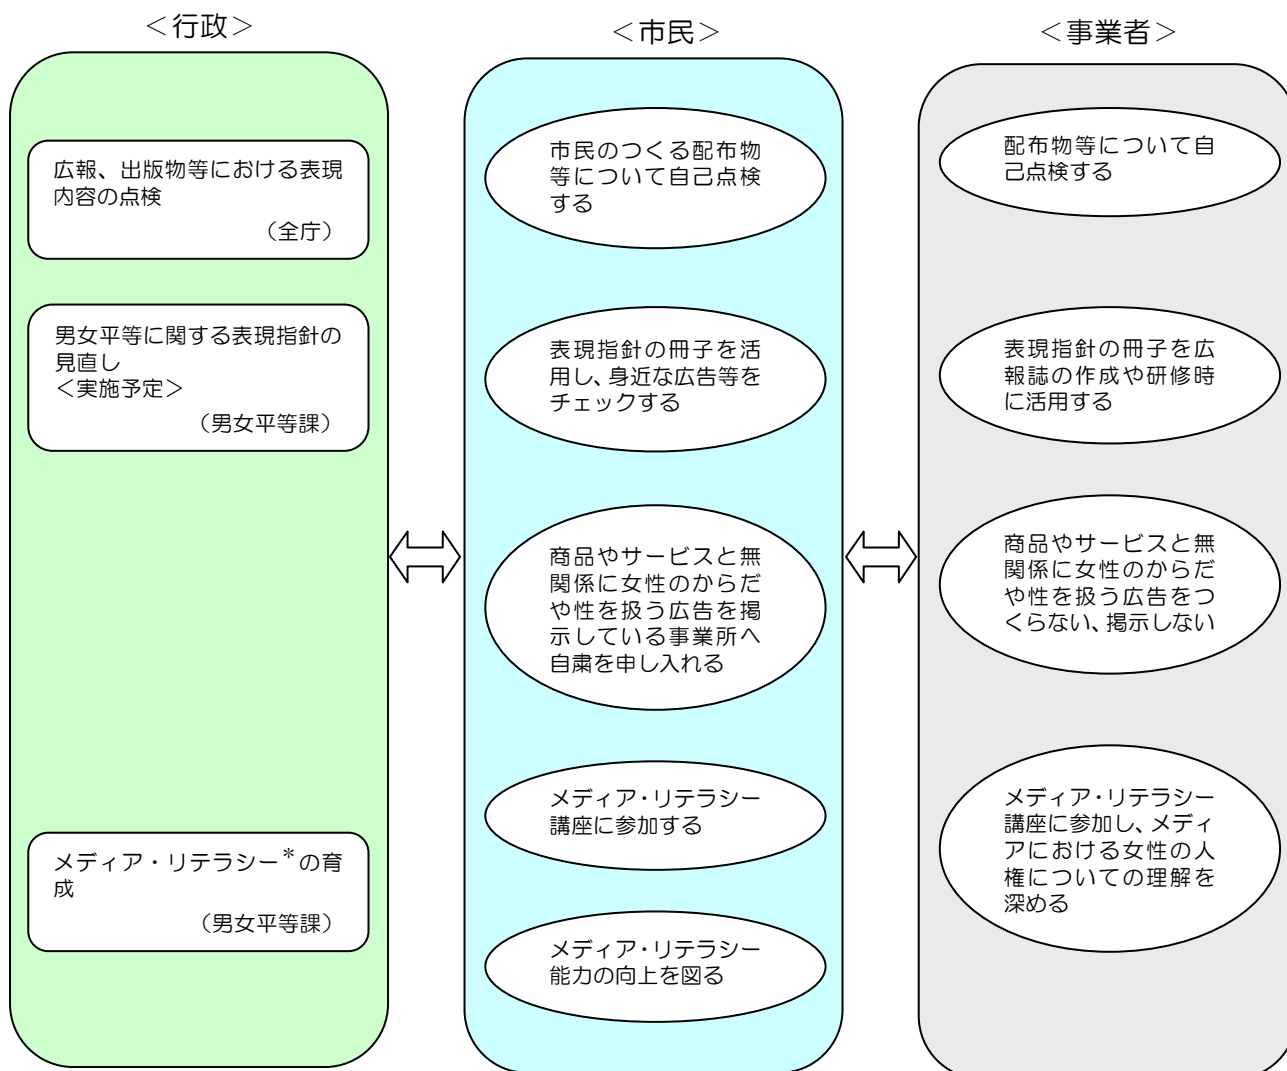 ＜行政＞
広報、出版物等における表現
内容の点検
（全庁）
男女平等に関する表現指針の
見直し
＜実施予定＞
（男女平等課）
メディア・リテラシー＊の育
成
（男女平等課）
＜市民＞
市民のつくる配布物
等について自己点検
する
表現指針の冊子を活
用し、身近な広告等を
チェックする
商品やサービスと無
関係に女性のからだ
や性を扱う広告を掲
示している事業所へ
自粛を申し入れる
メディア・リテラシー
講座に参加する
メディア・リテラシー
能力の向上を図る
＜事業者＞
配布物等について自
己点検する
表現指針の冊子を広
報誌の作成や研修時
に活用する
商品やサービスと無
関係に女性のからだ
や性を扱う広告をつ
くらない、掲示しない
メディア・リテラシー
講座に参加し、メディ
アにおける女性の人
権についての理解を
深める